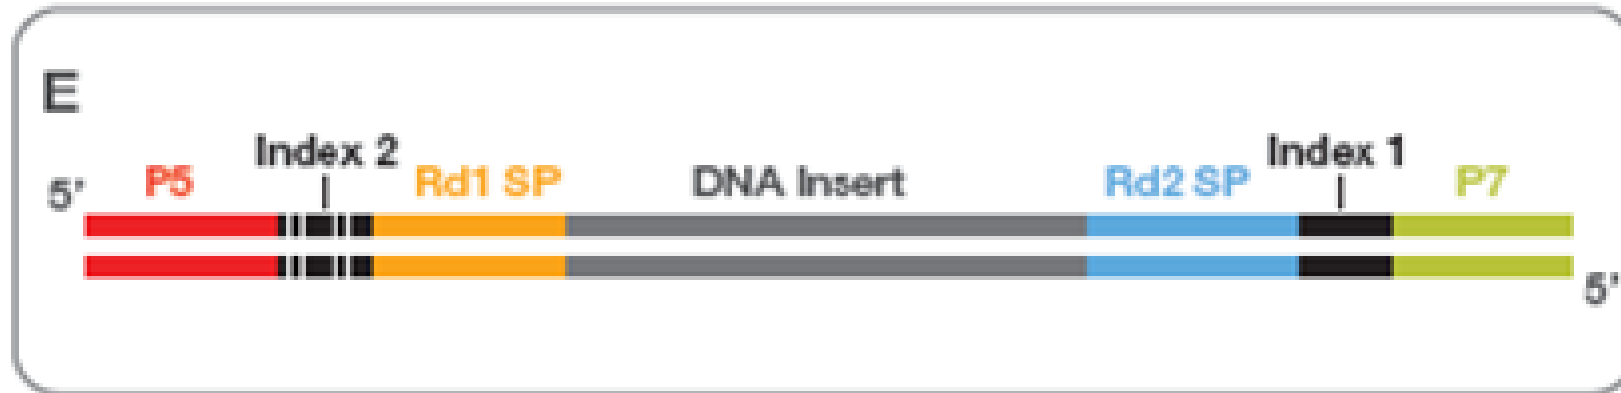 E
Index 2
Index 1
5' P5 Rd1 SP DNA Insert Rd2 SP P7
5'